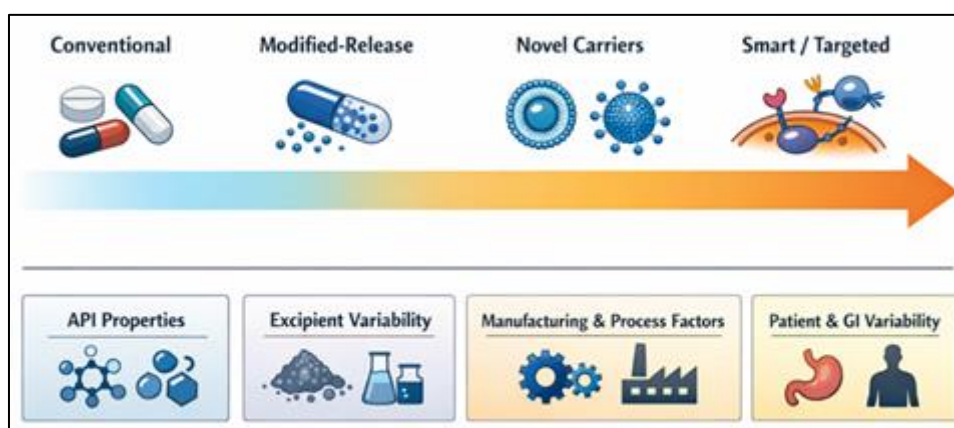 Conventional
Modified-Release
Novel Carriers
Smart / Targeted
API Properties
Excipient Variability
Manufacturing & Process Factors
Patient & GI Variability